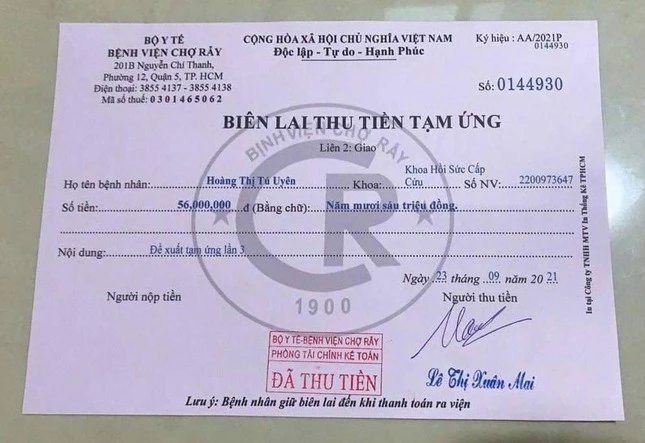 BỘ Y TẾ
BỆNH VIỆN CHỢ RẪY
201B Nguyễn Chí Thanh,
Phường 12, Quận 5, TP. HCM
Điện thoại: 3855 4137 - 3855 4138
Mã số thuế: 0301465062
CỘNG HÒA XÃ HỘI CHỦ NGHĨA VIỆT NAM
Độc lập - Tự do - Hạnh Phúc
Ký hiệu : AA/2021P
0144930
Số: 0144930
BIÊN LAI THU TIỀN TẠM ỨNG
Liên 2: Giao
BỊNH VIỆN CHỢ RẪY
CR
1900
Họ tên bệnh nhân: Hoàng Thị Tú Uyên Khoa: Khoa Hồi Sức Cấp Cứu Số NV: 2200973647
Số tiền: 56,000,000 đ (Bằng chữ): Năm mươi sáu triệu đồng.
Nội dung: Đề xuất tạm ứng lần 3
Ngày 23 tháng 09 năm 2021
Người nộp tiền
Người thu tiền
BỘ Y TẾ-BỆNH VIỆN CHỢ RẪY
PHÒNG TÀI CHÍNH KẾ TOÁN
ĐÃ THU TIỀN
Lê Thị Xuân Mai
Lưu ý: Bệnh nhân giữ biên lai đến khi thanh toán ra viện
In tại Công ty TNHH MTV In Thống Kê TPHCM